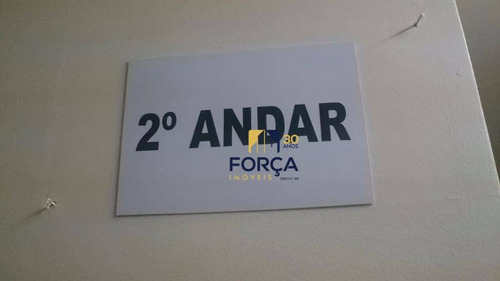 2º ANDAR
30
ANOS
FORÇA
IMÓVEIS